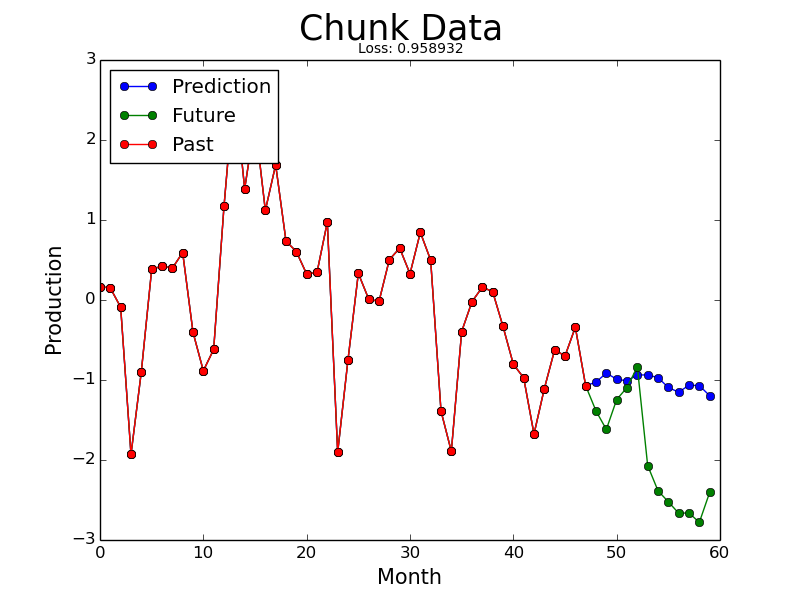 Chunk Data
Loss: 0.958932
Prediction
Future
Past
Production
3
2
1
0
−1
−2
−3
0
10
20
30
40
50
60
Month